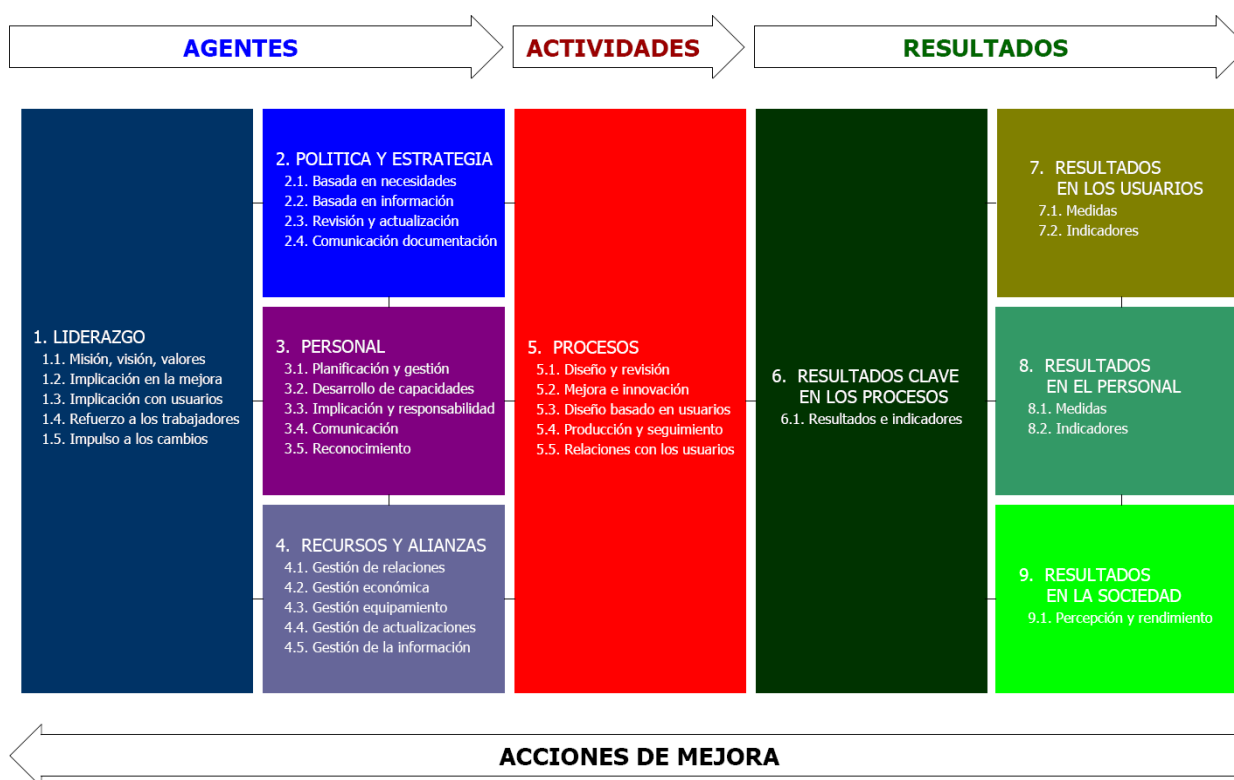 AGENTES
ACTIVIDADES
RESULTADOS
1. LIDERAZGO
1.1. Misión, visión, valores
1.2. Implicación en la mejora
1.3. Implicación con usuarios
1.4. Refuerzo a los trabajadores
1.5. Impulso a los cambios
2. POLITICA Y ESTRATEGIA
2.1. Basada en necesidades
2.2. Basada en información
2.3. Revisión y actualización
2.4. Comunicación documentación
3. PERSONAL
3.1. Planificación y gestión
3.2. Desarrollo de capacidades
3.3. Implicación y responsabilidad
3.4. Comunicación
3.5. Reconocimiento
4. RECURSOS Y ALIANZAS
4.1. Gestión de relaciones
4.2. Gestión económica
4.3. Gestión equipamiento
4.4. Gestión de actualizaciones
4.5. Gestión de la información
5. PROCESOS
5.1. Diseño y revisión
5.2. Mejora e innovación
5.3. Diseño basado en usuarios
5.4. Producción y seguimiento
5.5. Relaciones con los usuarios
6. RESULTADOS CLAVE
EN LOS PROCESOS
6.1. Resultados e indicadores
7. RESULTADOS
EN LOS USUARIOS
7.1. Medidas
7.2. Indicadores
8. RESULTADOS
EN EL PERSONAL
8.1. Medidas
8.2. Indicadores
9. RESULTADOS
EN LA SOCIEDAD
9.1. Percepción y rendimiento
ACCIONES DE MEJORA